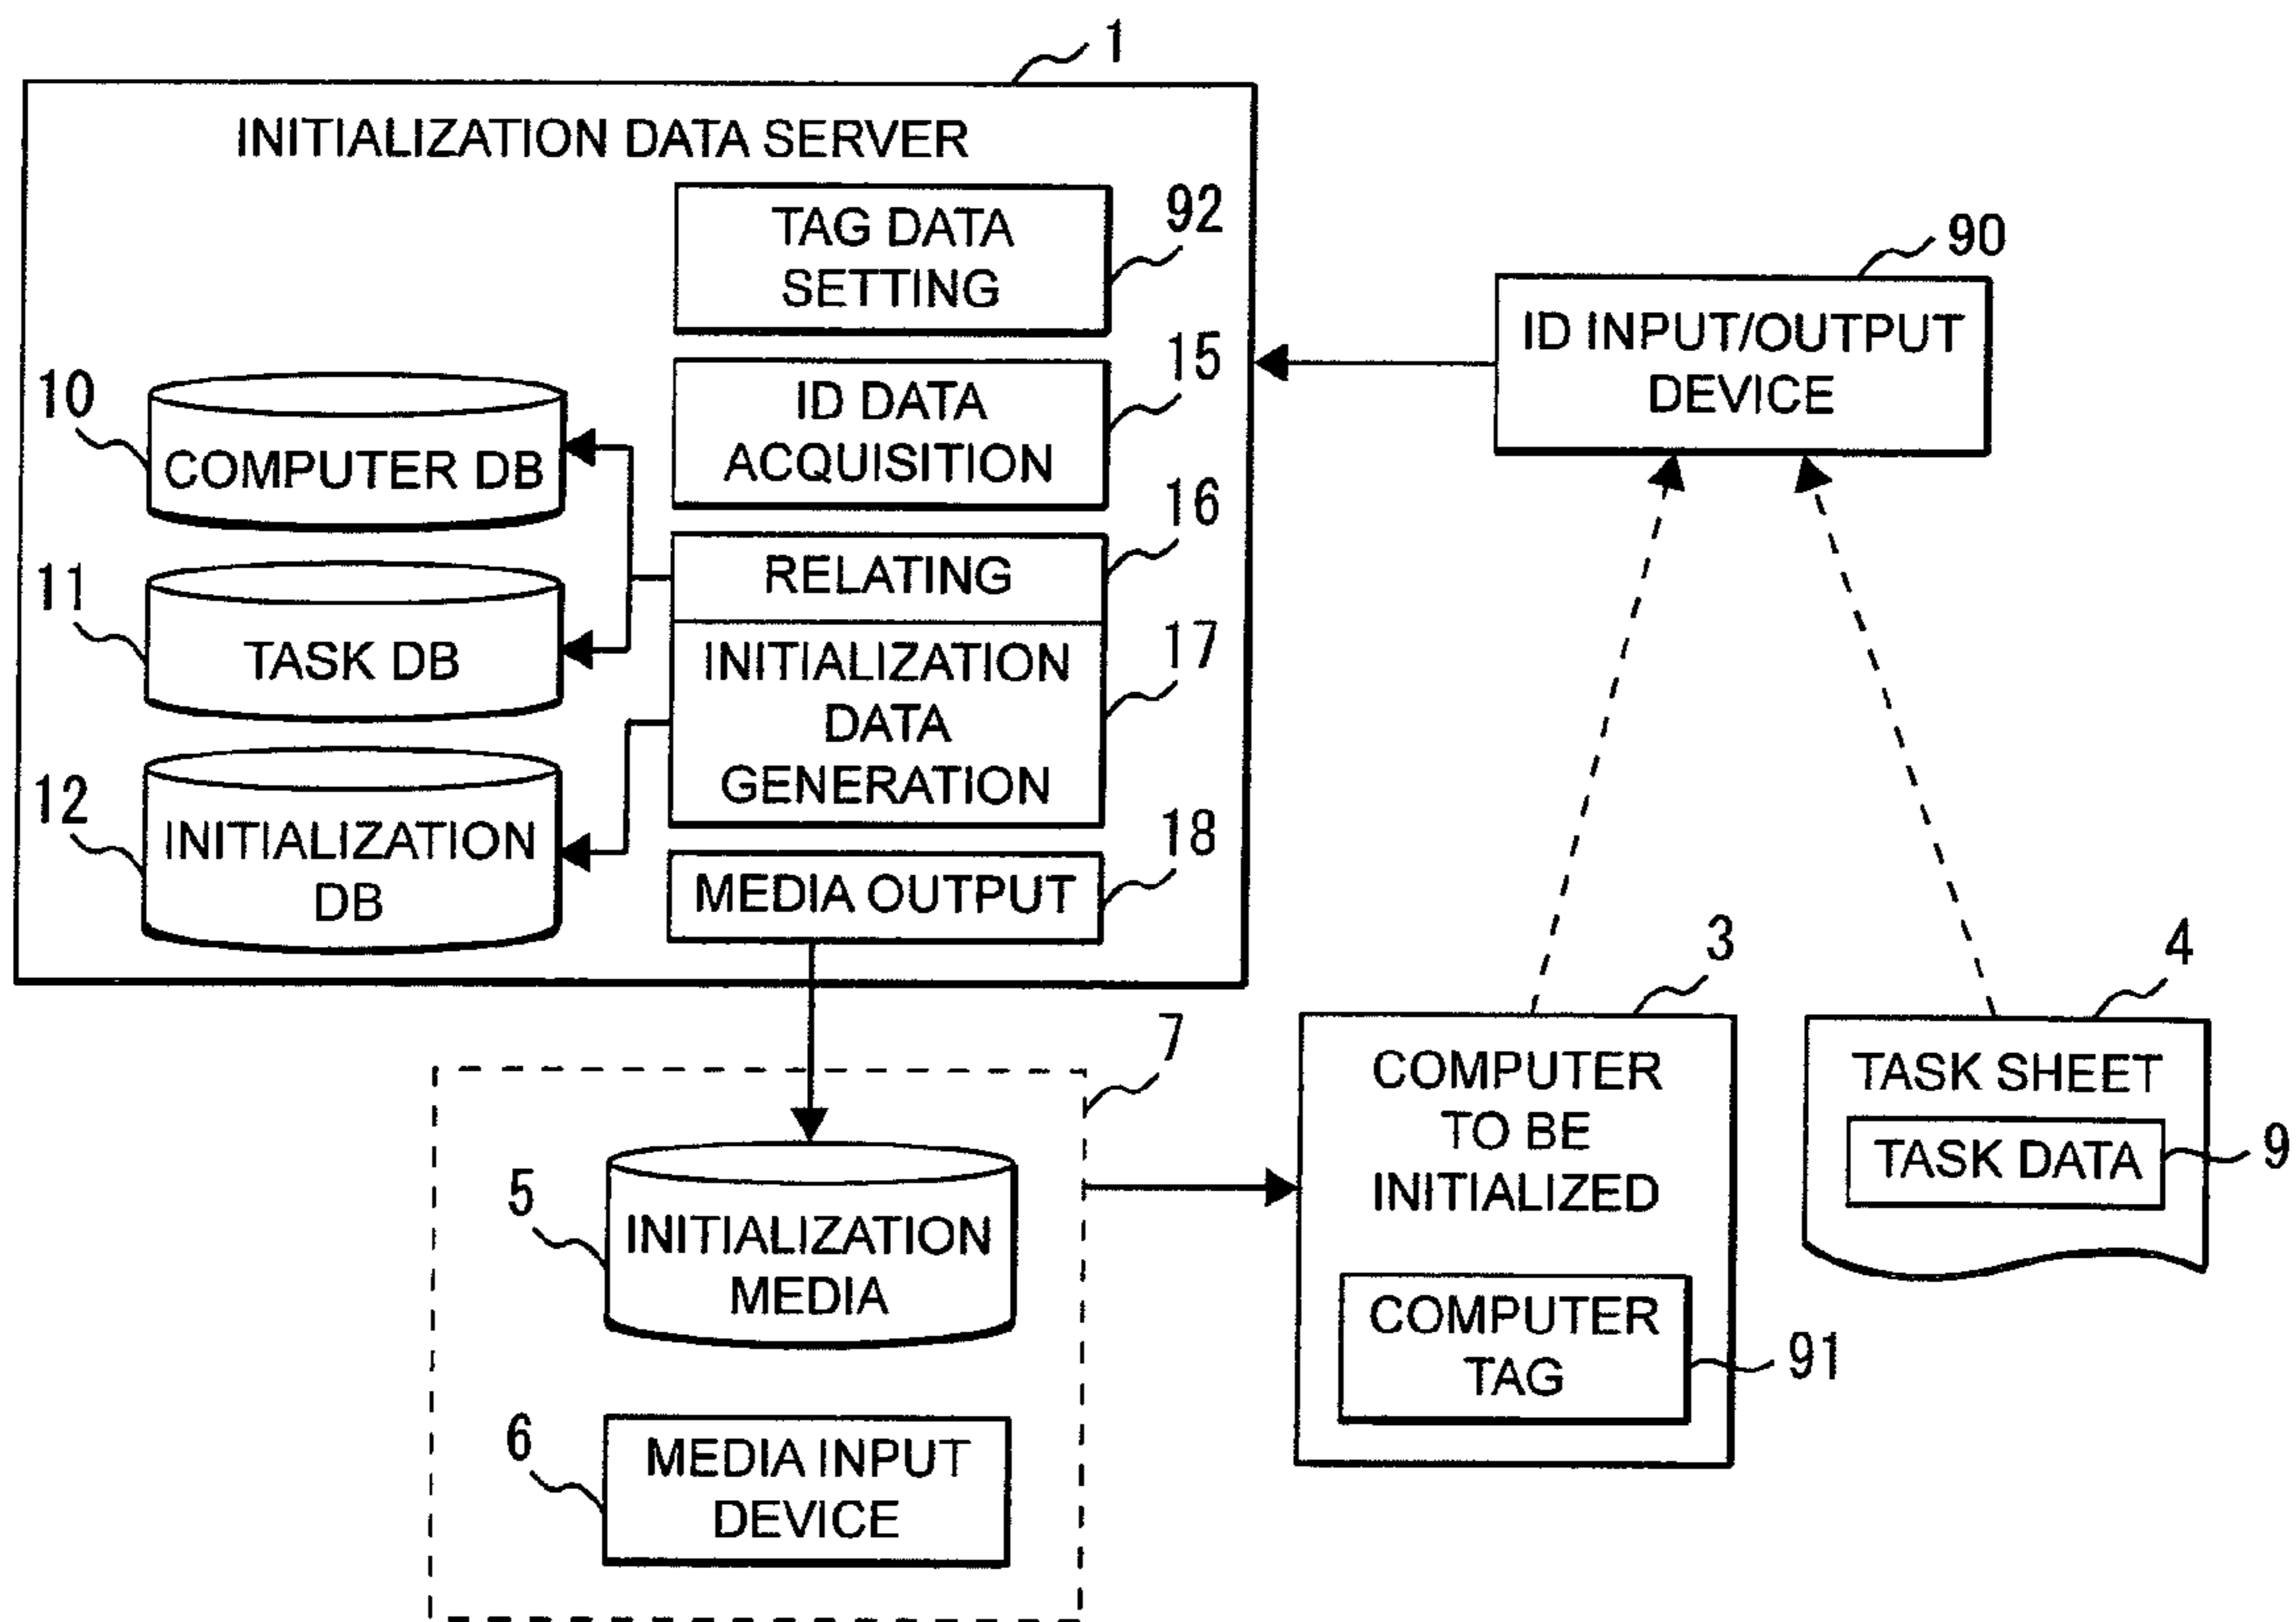 1
INITIALIZATION DATA SERVER
TAG DATA
SETTING
92
90
ID INPUT/OUTPUT
DEVICE
10
COMPUTER DB
ID DATA
ACQUISITION
15
16
RELATING
11
TASK DB
INITIALIZATION
DATA
GENERATION
17
12
INITIALIZATION
DB
18
MEDIA OUTPUT
7
5
INITIALIZATION
MEDIA
6
MEDIA INPUT
DEVICE
3
COMPUTER
TO BE
INITIALIZED
COMPUTER
TAG
91
4
TASK SHEET
TASK DATA
9